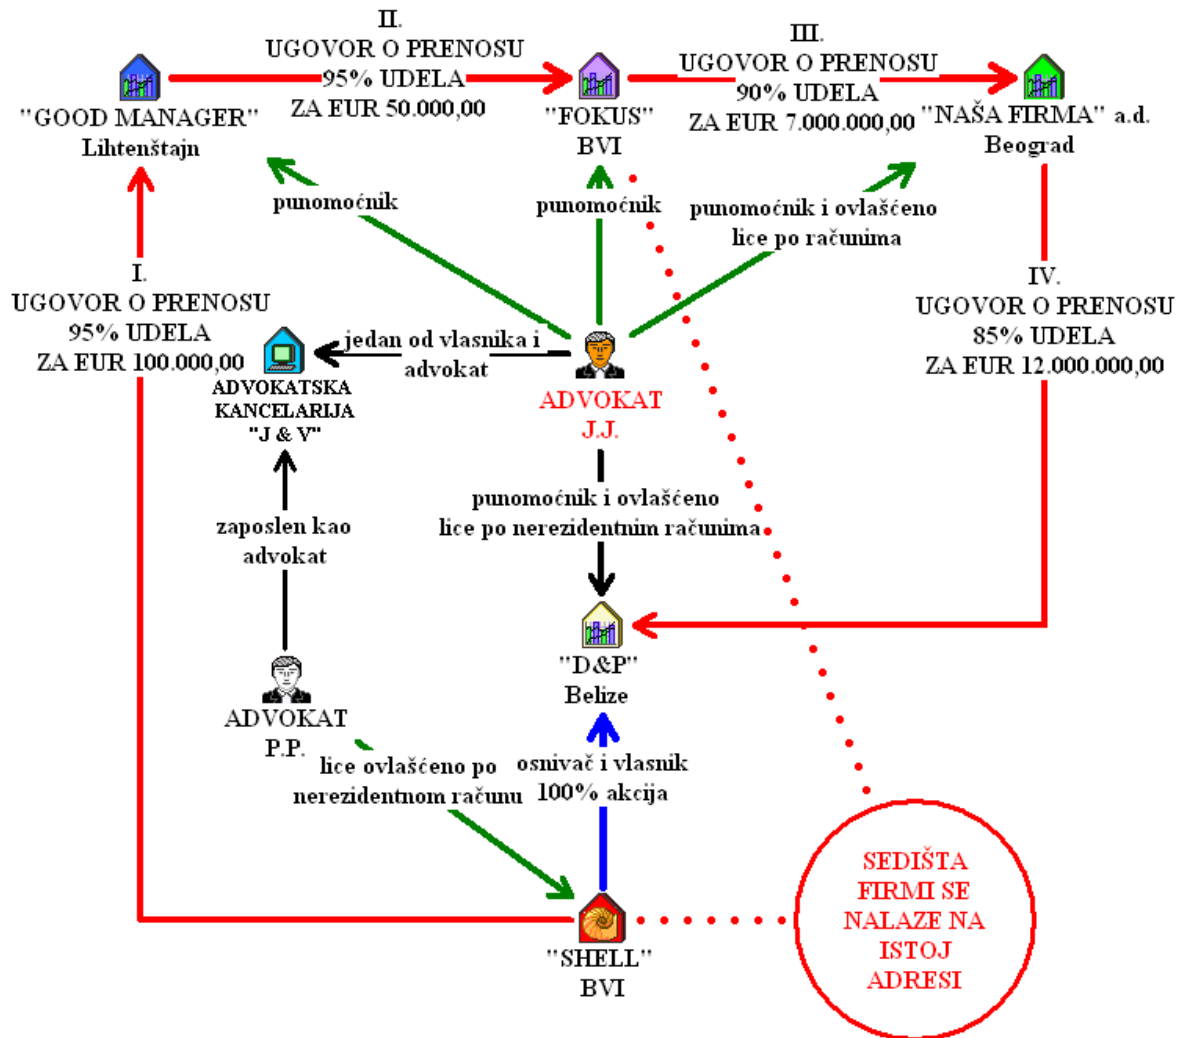 II.
UGOVOR O PRENOSU
95% UDELA
ZA EUR 50.000,00
III.
UGOVOR O PRENOSU
90% UDELA
ZA EUR 7.000.000,00
"GOOD MANAGER"
Lihtenštajn
"FOKUS"
BVI
"NAŠA FIRMA" a.d.
Beograd
punomoćnik
punomoćnik
punomoćnik i ovlašćeno
lice po računima
I.
UGOVOR O PRENOSU
95% UDELA
ZA EUR 100.000,00
IV.
UGOVOR O PRENOSU
85% UDELA
ZA EUR 12.000.000,00
jedan od vlasnika i
advokat
ADVOKATSKA
KANCELARIJA
"J & V"
ADVOKAT
J.J.
punomoćnik i ovlašćeno
lice po nerezidentnim računima
zaposlen kao
advokat
"D&P"
Belize
ADVOKAT
P.P.
lice ovlašćeno po
nerezidentnom računu
osnivač i vlasnik
100% akcija
SEDIŠTA
FIRMI SE
NALAZE NA
ISTOJ
ADRESI
"SHELL"
BVI